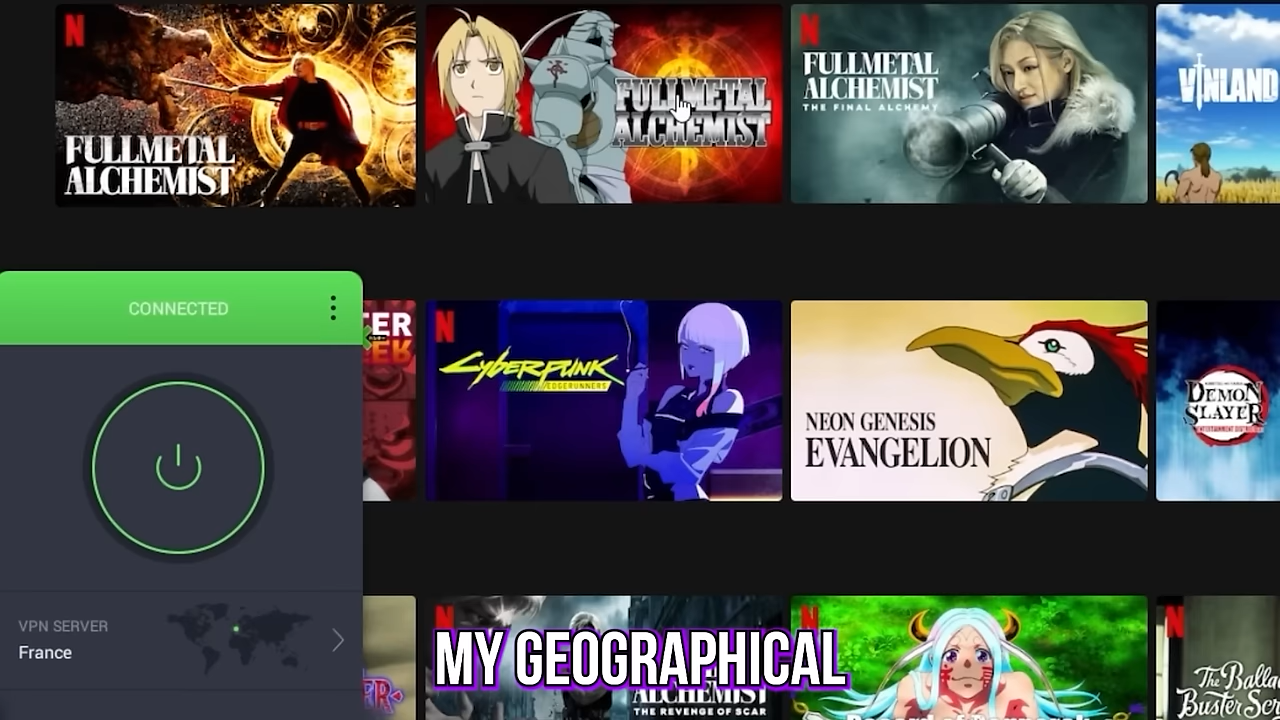 FULLMETAL
ALCHEMIST
FULLMETAL
ALCHEMIST
FULLMETAL
ALCHEMIST
THE FINAL ALCHEMY
VINLAND
CONNECTED
CYBERPUNK
EDGERUNNERS
NEON GENESIS
EVANGELION
DEMON
SLAYER
VPN SERVER
France
MY GEOGRAPHICAL
ALCHEMIST
THE REVENGE OF SCAR
The Balla
Buster Scr